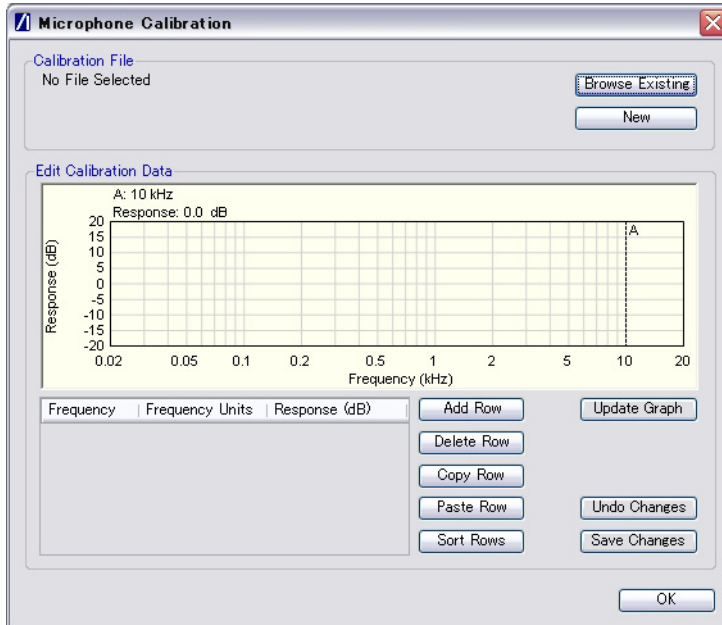 Microphone Calibration
Calibration File
No File Selected
Browse Existing
New
Edit Calibration Data
A: 10 kHz
Response: 0.0 dB
A
Response (dB)
20
15
10
5
0
-5
-10
-15
-20
0.02 0.05 0.1 0.2 0.5 1 2 5 10 20
Frequency (kHz)
Frequency Frequency Units Response (dB)
Add Row
Update Graph
Delete Row
Copy Row
Paste Row
Undo Changes
Sort Rows
Save Changes
OK